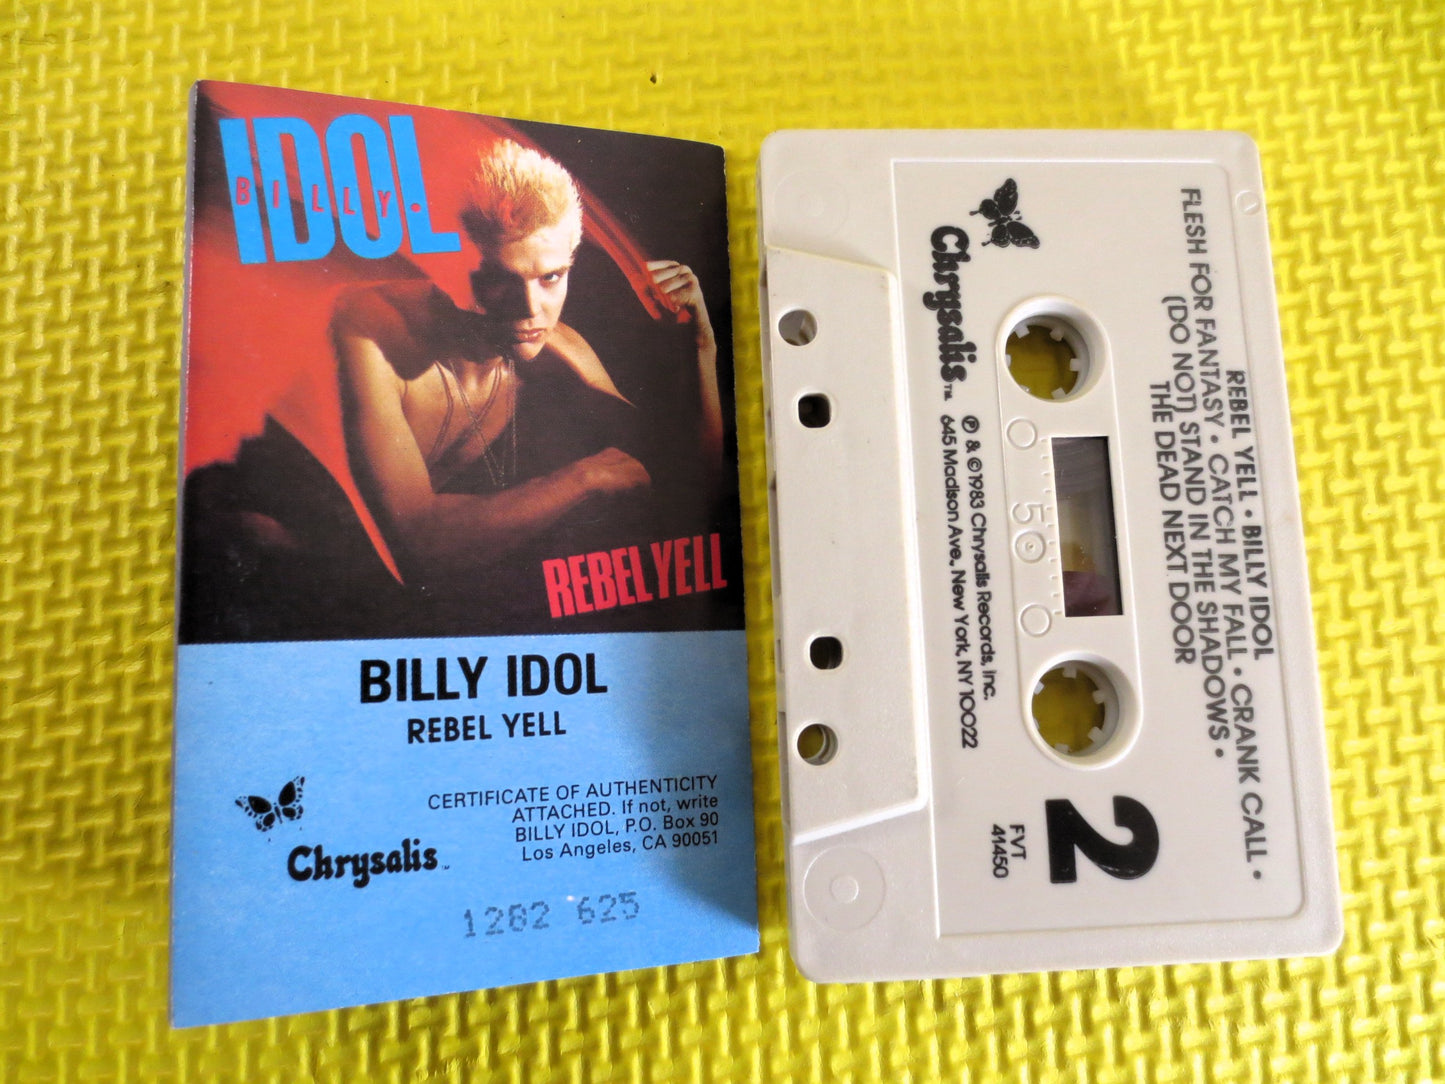 IDOL
BILLY
REBEL YELL
BILLY IDOL
REBEL YELL
Chrysalis™
CERTIFICATE OF AUTHENTICITY
ATTACHED. If not, write
BILLY IDOL, P.O. Box 90
Los Angeles, CA 90051
1282 625
REBEL YELL • BILLY IDOL
FLESH FOR FANTASY • CATCH MY FALL • CRANK CALL •
(DO NOT) STAND IN THE SHADOWS •
THE DEAD NEXT DOOR
50
Chrysalis™
℗ & © 1983 Chrysalis Records, Inc.
645 Madison Ave., New York, NY 10022
2
FVT
41450